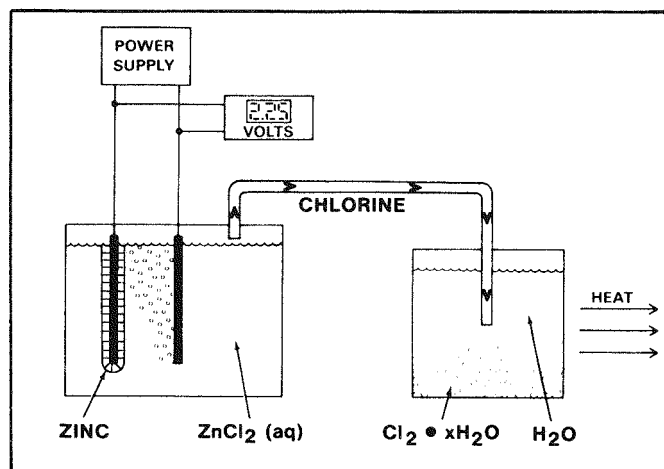 POWER
SUPPLY
2.25
VOLTS
CHLORINE
HEAT
ZINC
ZnCl₂ (aq)
Cl₂ • xH₂O
H₂O